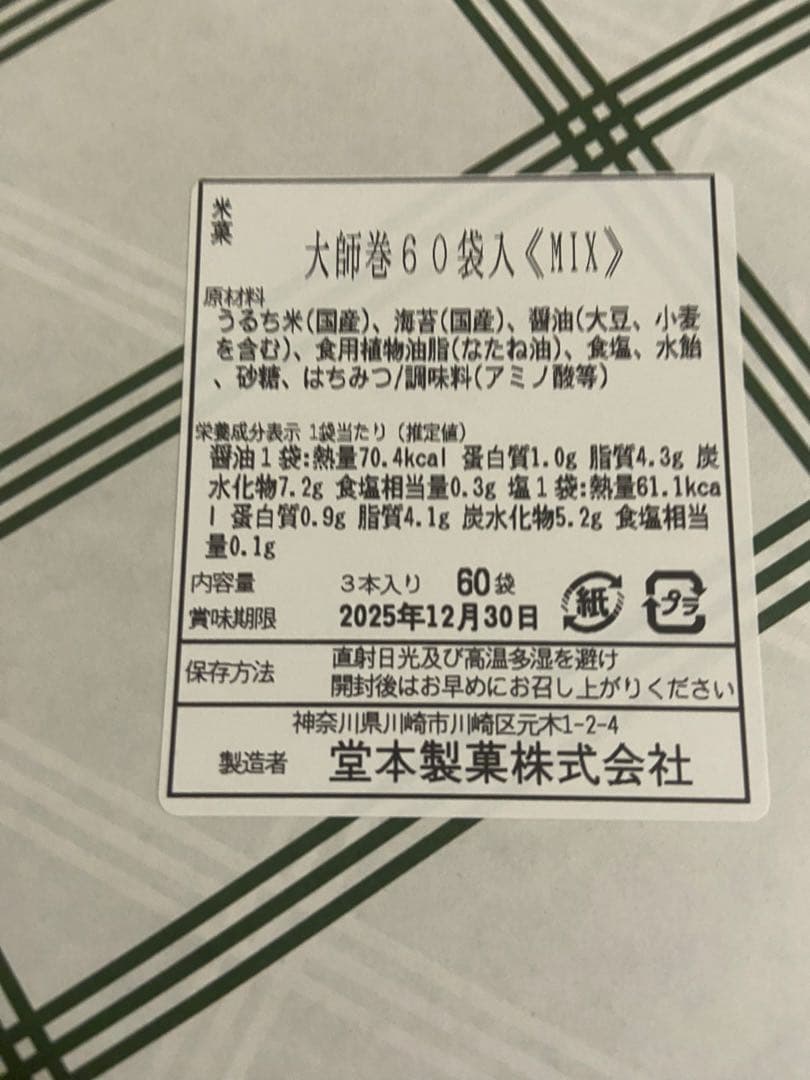 米菓
大師巻60袋入《MIX》
原材料
うるち米(国産)、海苔(国産)、醤油(大豆、小麦
を含む)、食用植物油脂(なたね油)、食塩、水飴
、砂糖、はちみつ/調味料(アミノ酸等)
栄養成分表示 1袋当たり (推定値)
醤油1袋:熱量70.4kcal 蛋白質1.0g 脂質4.3g 炭
水化物7.2g 食塩相当量0.3g 塩1袋:熱量61.1kca
l 蛋白質0.9g 脂質4.1g 炭水化物5.2g 食塩相当
量0.1g
内容量 3本入り 60袋
賞味期限 2025年12月30日 紙 プラ
保存方法 直射日光及び高温多湿を避け
開封後はお早めにお召し上がりください
神奈川県川崎市川崎区元木1-2-4
製造者 堂本製菓株式会社